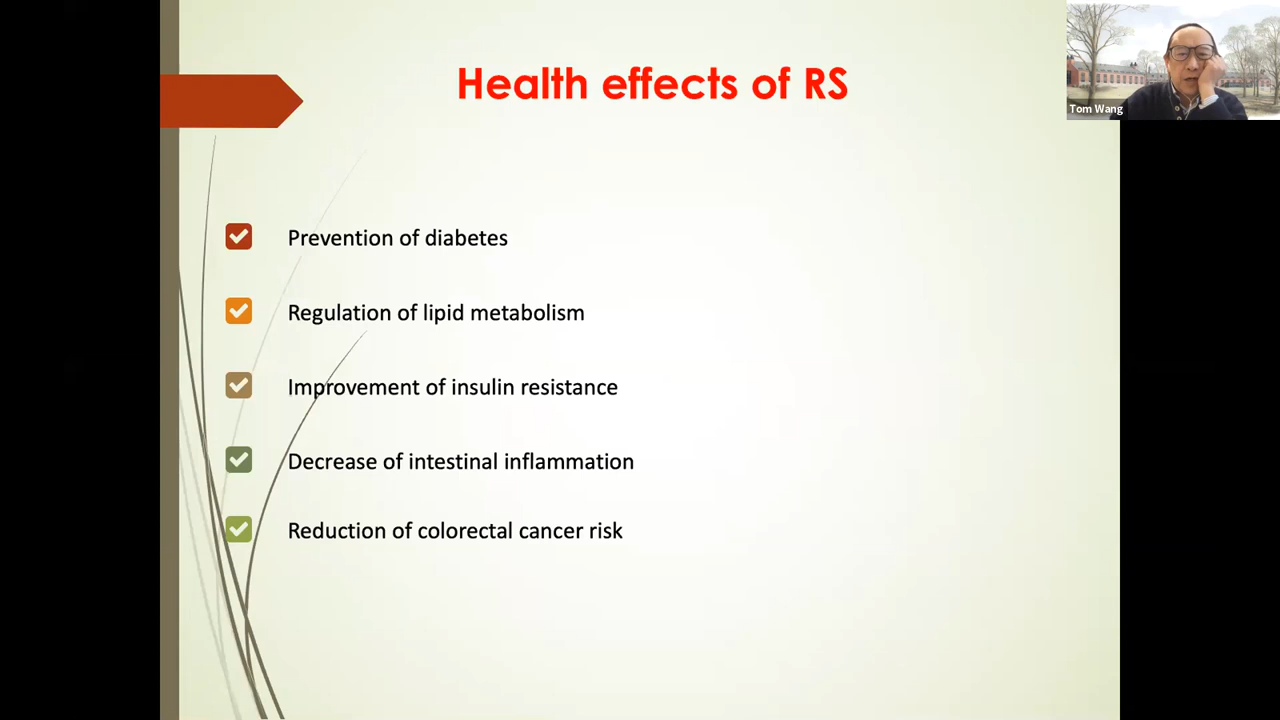 Health effects of RS
Tom Wang
Prevention of diabetes
Regulation of lipid metabolism
Improvement of insulin resistance
Decrease of intestinal inflammation
Reduction of colorectal cancer risk